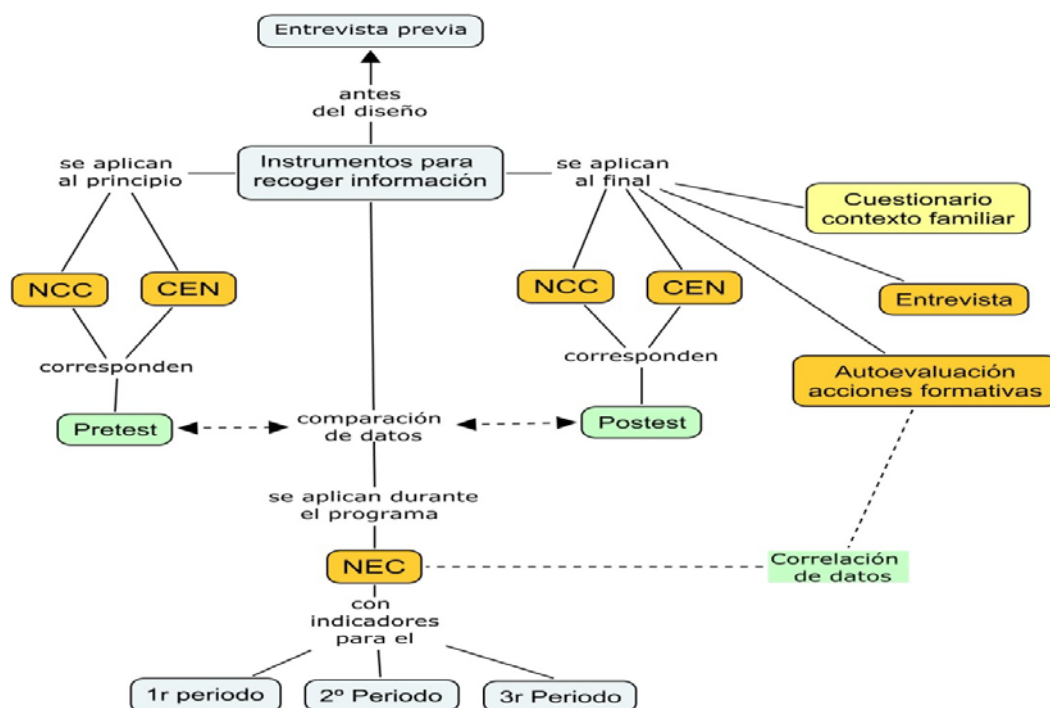 Entrevista previa
antes
del diseño
se aplican
al principio
Instrumentos para
recoger información
se aplican
al final
Cuestionario
contexto familiar
NCC
CEN
NCC
CEN
Entrevista
corresponden
corresponden
Autoevaluación
acciones formativas
Pretest
comparación
de datos
Postest
se aplican durante
el programa
NEC
Correlación
de datos
con
indicadores
para el
1r periodo
2º Periodo
3r Periodo